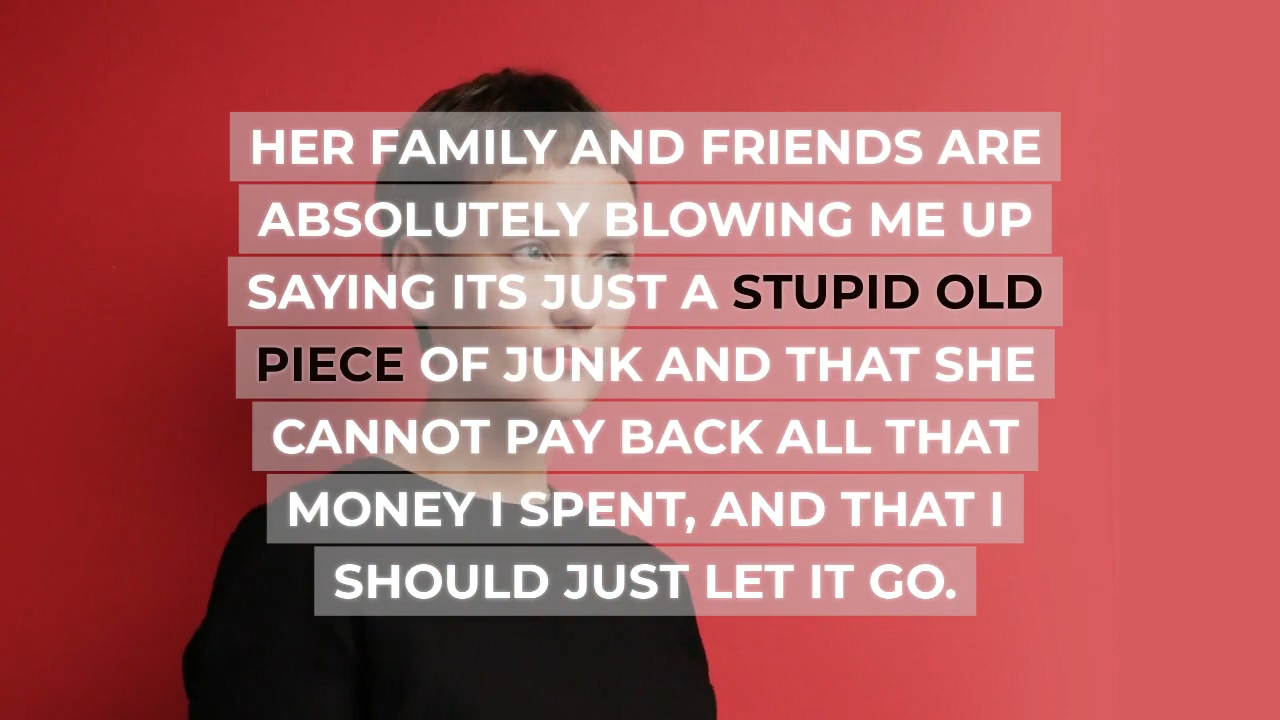 HER FAMILY AND FRIENDS ARE
ABSOLUTELY BLOWING ME UP
SAYING ITS JUST A STUPID OLD
PIECE OF JUNK AND THAT SHE
CANNOT PAY BACK ALL THAT
MONEY I SPENT, AND THAT I
SHOULD JUST LET IT GO.